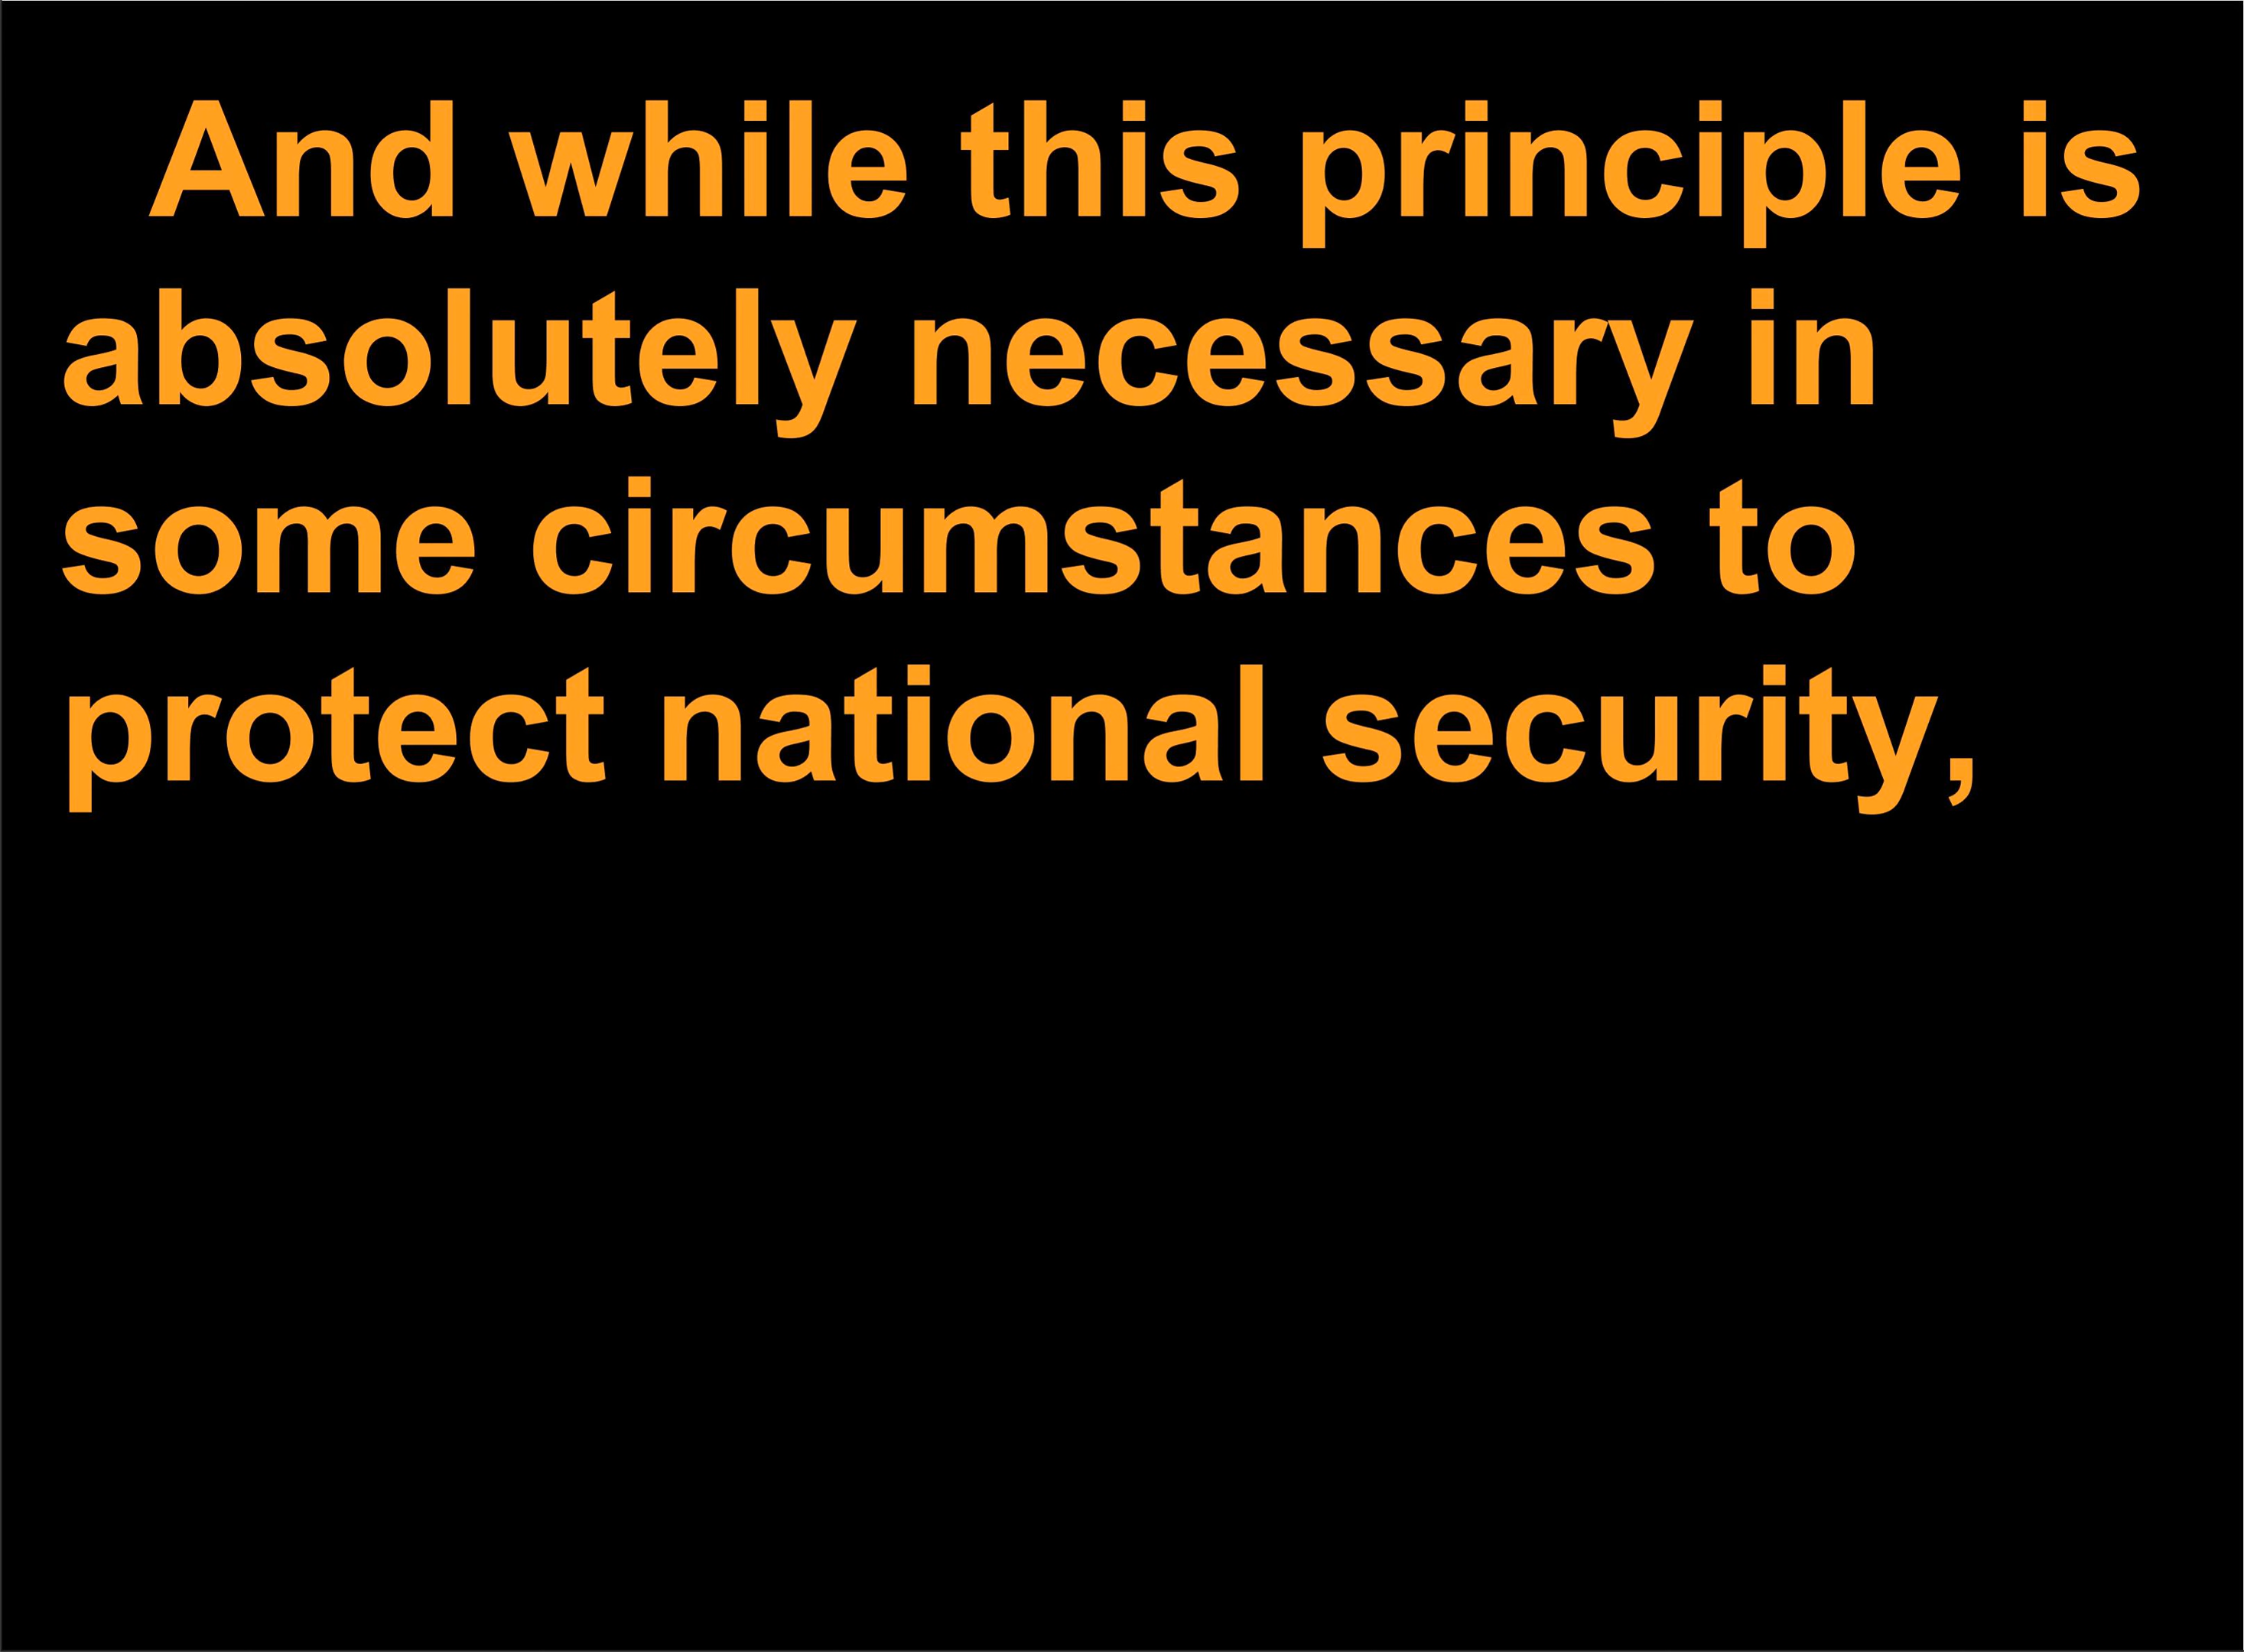 And while this principle is
absolutely necessary in
some circumstances to
protect national security,